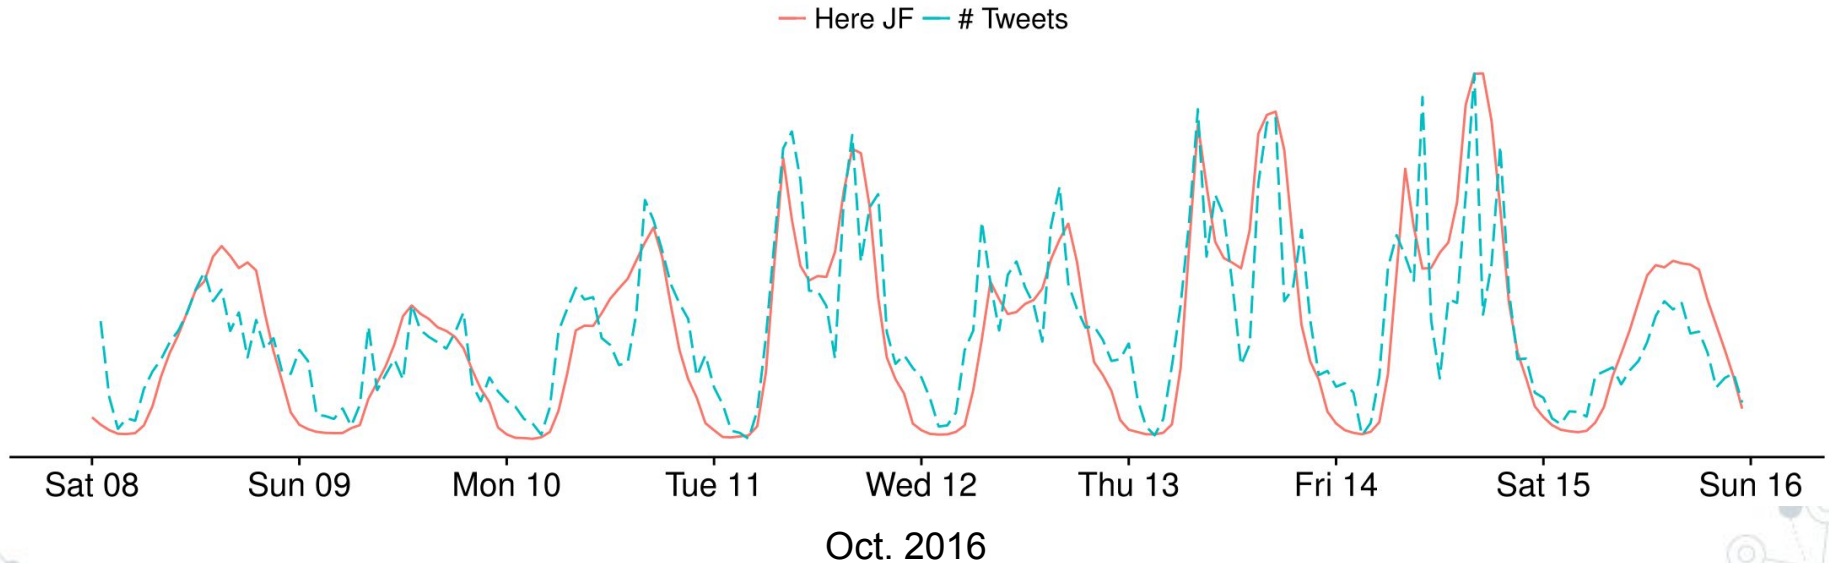 Here JF # Tweets
Sat 08 Sun 09 Mon 10 Tue 11 Wed 12 Thu 13 Fri 14 Sat 15 Sun 16
Oct. 2016